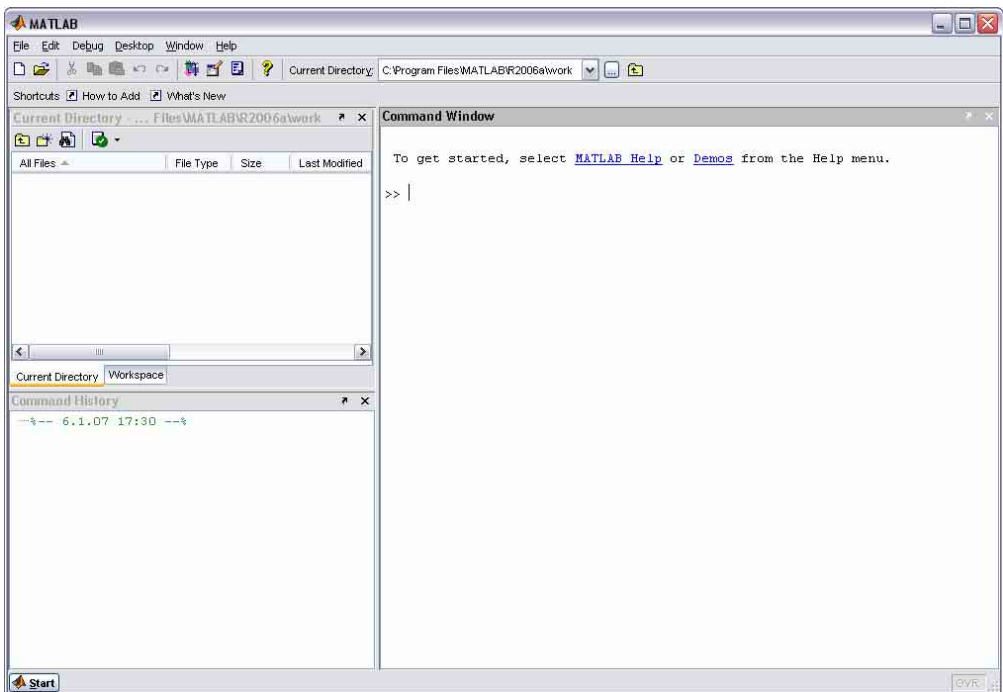 MATLAB
File Edit Debug Desktop Window Help
Current Directory: C:\Program Files\MATLAB\R2006a\work
Shortcuts How to Add What's New
Current Directory - ... Files\MATLAB\R2006a\work
All Files File Type Size Last Modified
Current Directory Workspace
Command History
%-- 6.1.07 17:30 --%
Command Window
To get started, select MATLAB Help or Demos from the Help menu.
>>
Start
OVR